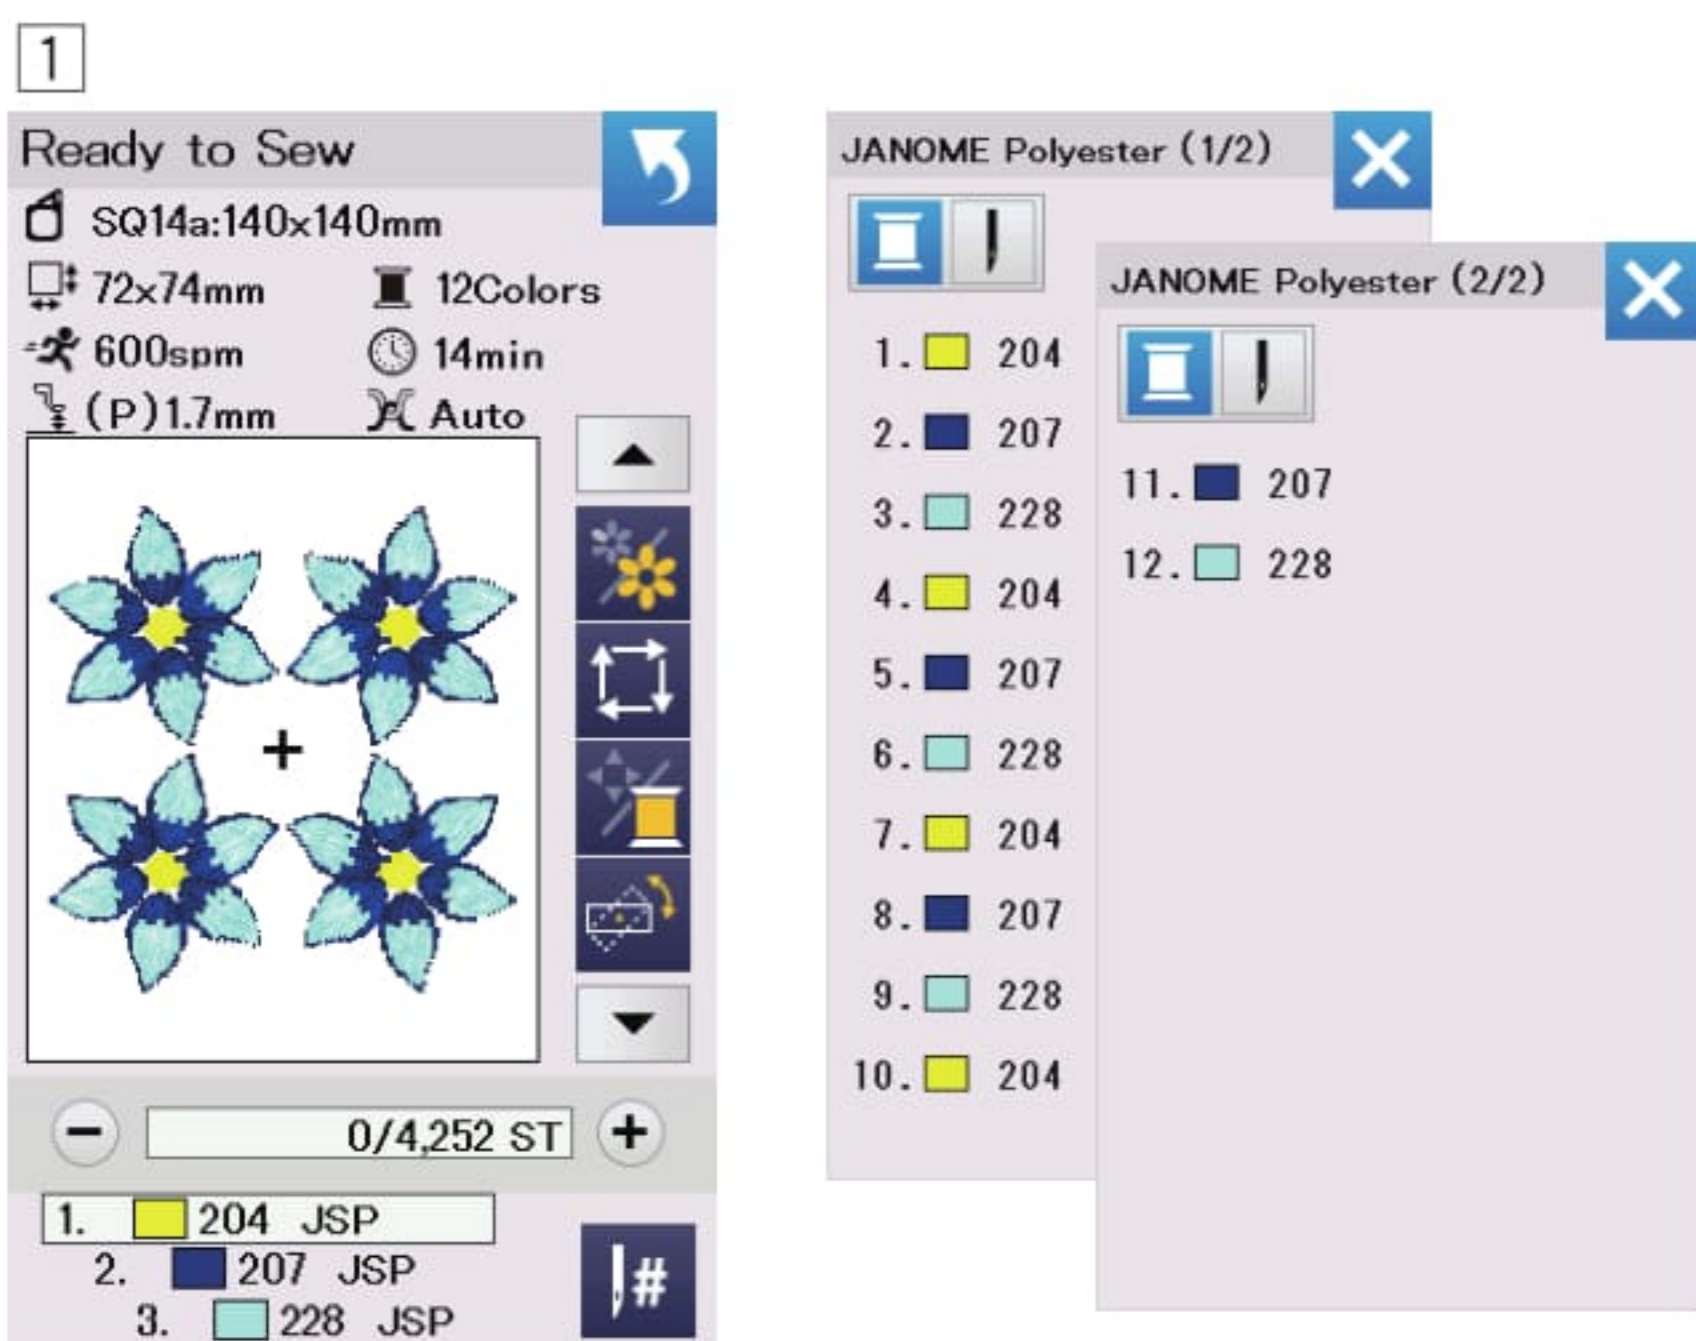 1
Ready to Sew
SQ14a:140x140mm
72x74mm 12Colors
600spm 14min
(P)1.7mm Auto
0/4,252 ST
1. 204 JSP
2. 207 JSP
3. 228 JSP
#
JANOME Polyester (1/2)
1. 204
2. 207
3. 228
4. 204
5. 207
6. 228
7. 204
8. 207
9. 228
10. 204
JANOME Polyester (2/2)
11. 207
12. 228